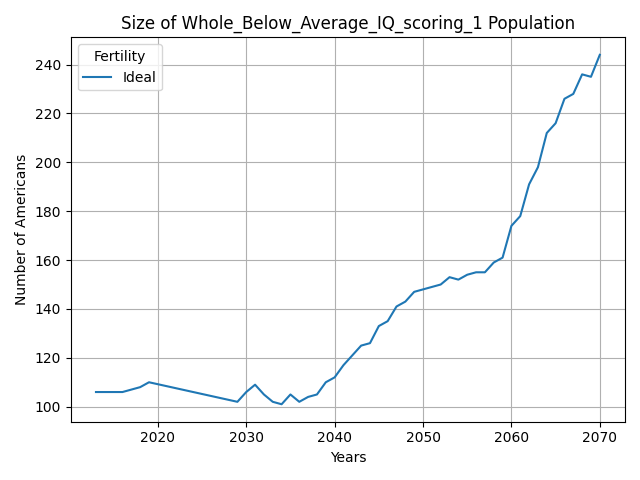 Size of Whole_Below_Average_IQ_scoring_1 Population
Fertility
Ideal
Number of Americans
240
220
200
180
160
140
120
100
2020 2030 2040 2050 2060 2070
Years